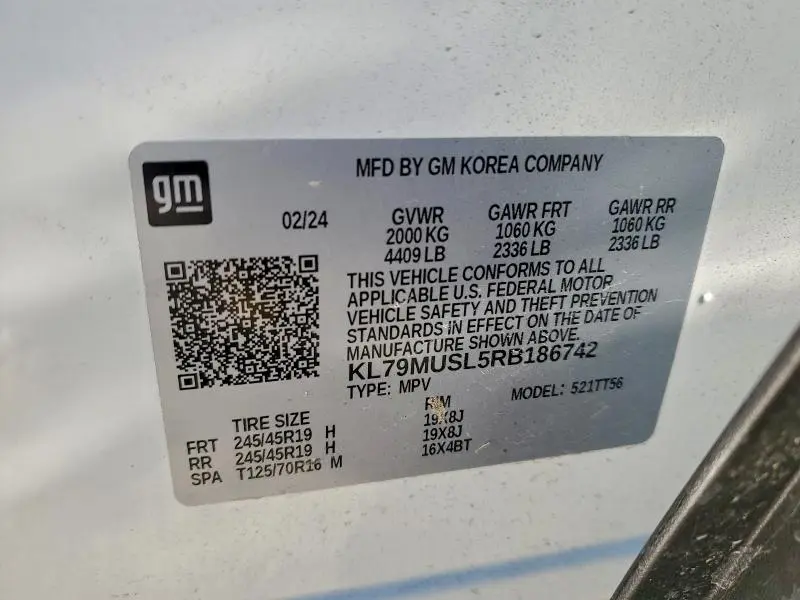 MFD BY GM KOREA COMPANY
gm
02/24
GVWR GAWR FRT GAWR RR
2000 KG 1060 KG 1060 KG
4409 LB 2336 LB 2336 LB
THIS VEHICLE CONFORMS TO ALL
APPLICABLE U.S. FEDERAL MOTOR
VEHICLE SAFETY AND THEFT PREVENTION
STANDARDS IN EFFECT ON THE DATE OF
MANUFACTURE SHOWN ABOVE.
KL79MUSL5RB186742
TYPE: MPV MODEL: 521TT56
TIRE SIZE RIM
FRT 245/45R19 H 19X8J
RR 245/45R19 H 19X8J
SPA T125/70R16 M 16X4BT